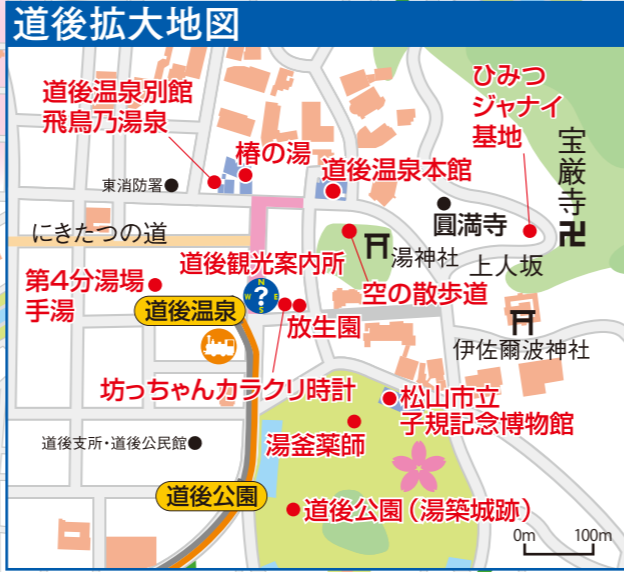 道後拡大地図
道後温泉別館
飛鳥乃湯泉
椿の湯
道後温泉本館
ひみつ
ジャナイ
基地
宝厳寺
東消防署
圓満寺
にきたつの道
湯神社
上人坂
第4分湯場
手湯
道後観光案内所
空の散歩道
N
W
?
E
S
道後温泉
放生園
伊佐爾波神社
坊っちゃんカラクリ時計
松山市立
子規記念博物館
道後支所・道後公民館
湯釜薬師
道後公園
道後公園(湯築城跡)
0m
100m